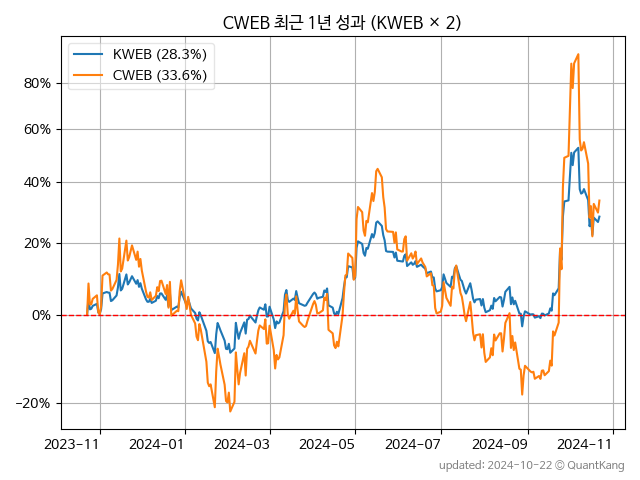 CWEB 최근 1년 성과 (KWEB × 2)
KWEB (28.3%)
CWEB (33.6%)
80%
60%
40%
20%
0%
−20%
2023−11 2024−01 2024−03 2024−05 2024−07 2024−09 2024−11
updated: 2024-10-22 © QuantKang